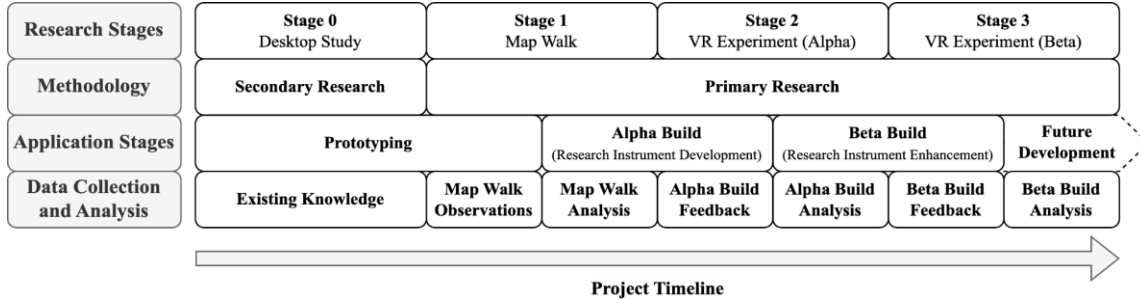 Research Stages
Stage 0
Desktop Study
Stage 1
Map Walk
Stage 2
VR Experiment (Alpha)
Stage 3
VR Experiment (Beta)
Methodology
Secondary Research
Primary Research
Application Stages
Prototyping
Alpha Build
(Research Instrument Development)
Beta Build
(Research Instrument Enhancement)
Future
Development
Data Collection
and Analysis
Existing Knowledge
Map Walk
Observations
Map Walk
Analysis
Alpha Build
Feedback
Alpha Build
Analysis
Beta Build
Feedback
Beta Build
Analysis
Project Timeline